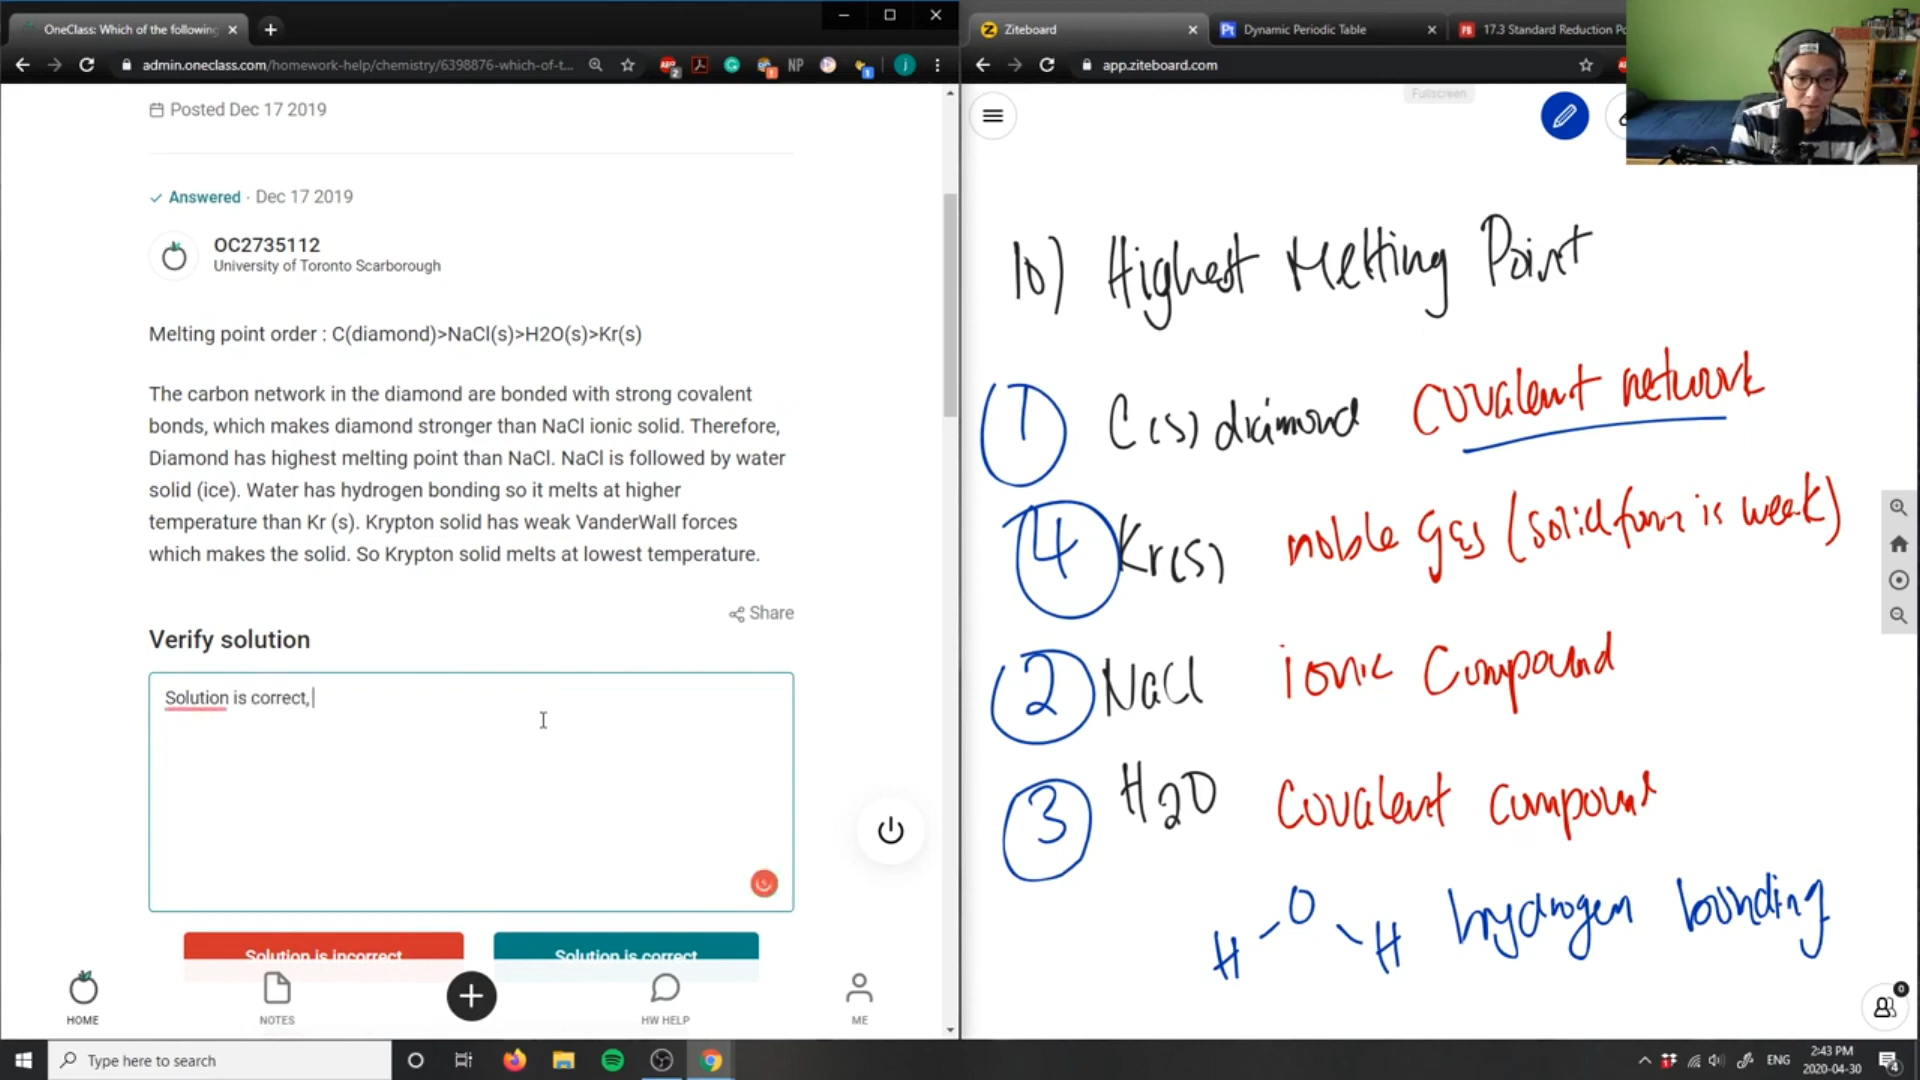 OneClass: Which of the following
admin.oneclass.com/homework-help/chemistry/6398876-which-of-t...
NP
Posted Dec 17 2019
Answered · Dec 17 2019
OC2735112
University of Toronto Scarborough
Melting point order : C(diamond)>NaCl(s)>H2O(s)>Kr(s)
The carbon network in the diamond are bonded with strong covalent
bonds, which makes diamond stronger than NaCl ionic solid. Therefore,
Diamond has highest melting point than NaCl. NaCl is followed by water
solid (ice). Water has hydrogen bonding so it melts at higher
temperature than Kr (s). Krypton solid has weak VanderWall forces
which makes the solid. So Krypton solid melts at lowest temperature.
Share
Verify solution
Solution is correct,
Solution is incorrect
Solution is correct
HOME
NOTES
HW HELP
ME
Ziteboard
Dynamic Periodic Table
17.3 Standard Reduction Po
app.ziteboard.com
Fullscreen
10) Highest Melting Point
1 C(s) diamond covalent network
4 Kr(s) noble gas (solid form is weak)
2 NaCl ionic compound
3 H2O covalent compound
H O H hydrogen bonding
0
Type here to search
ENG
2:43 PM
2020-04-30
4